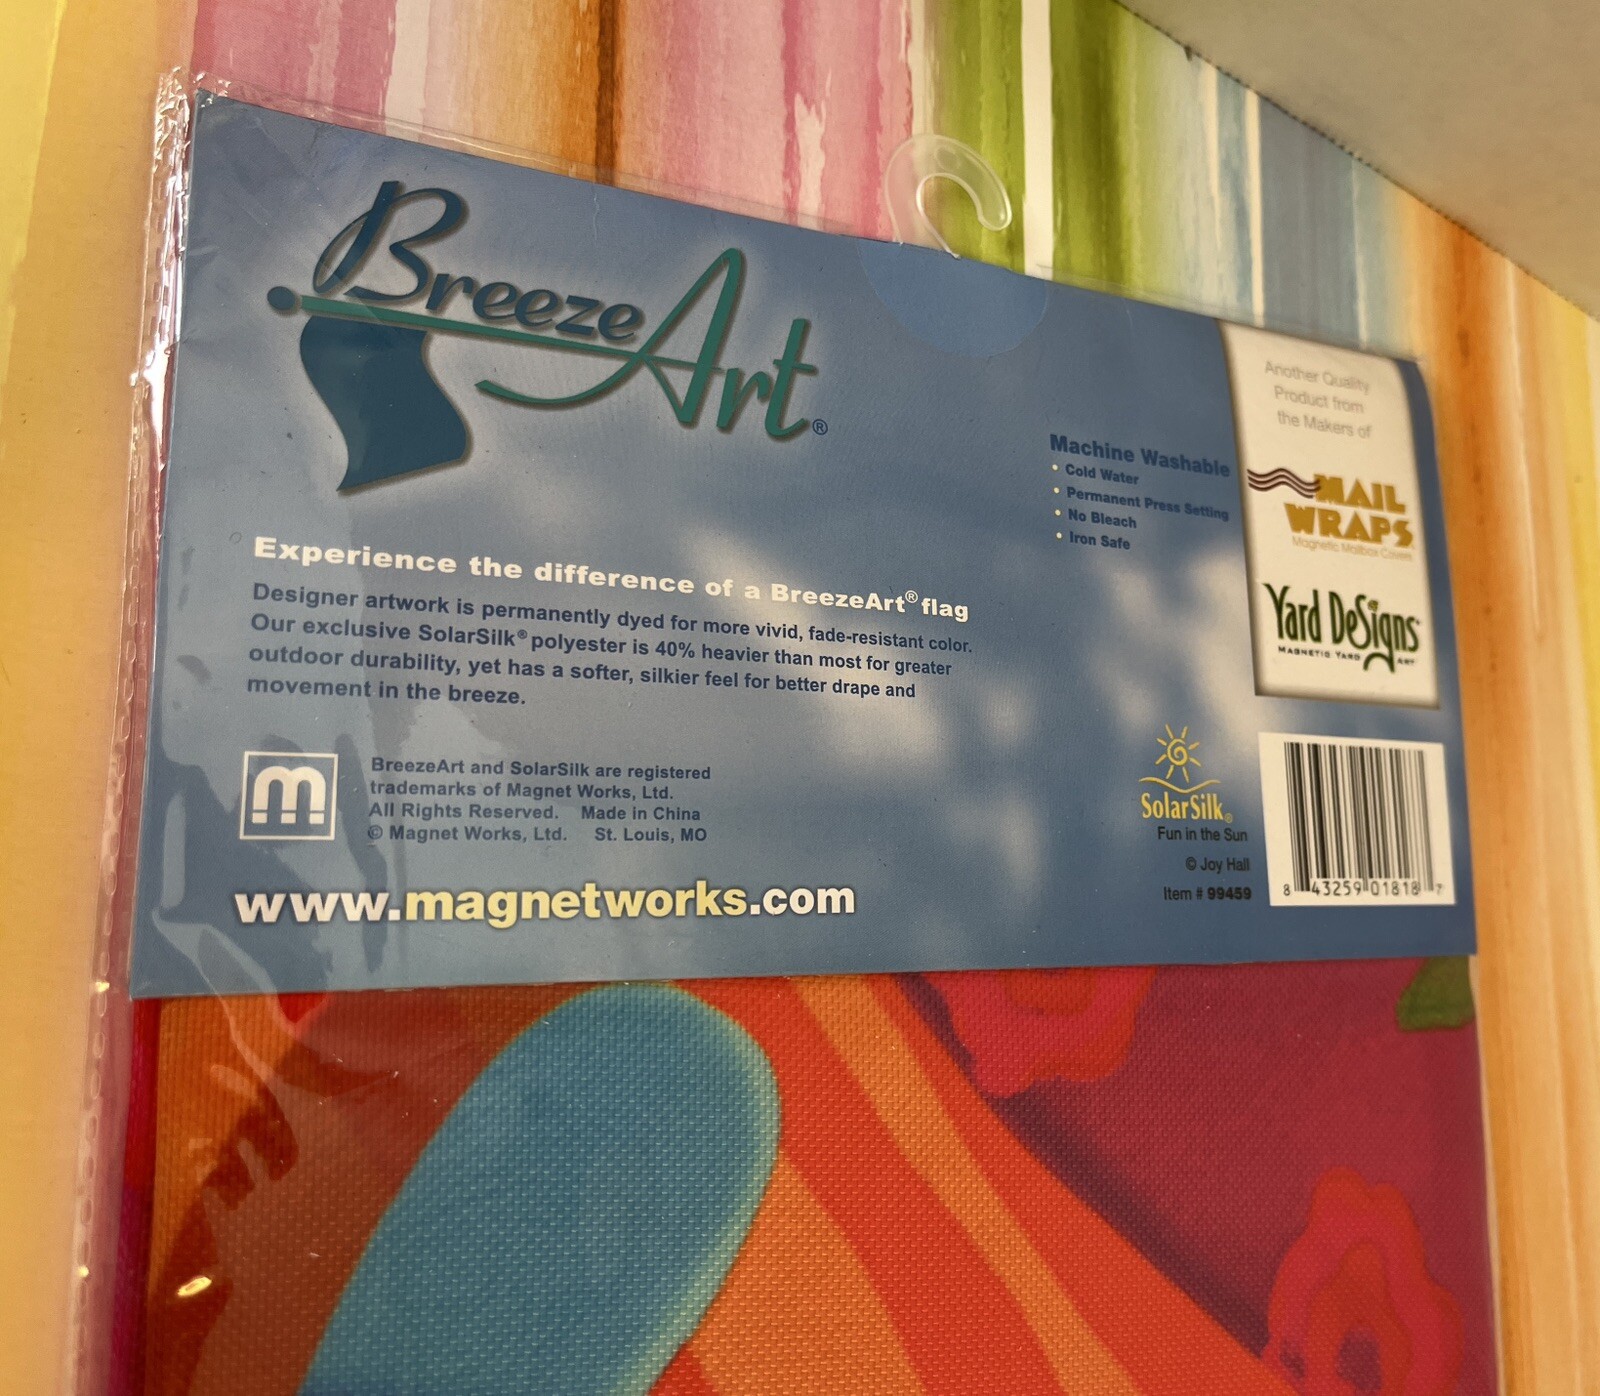 BreezeArt®
Another Quality
Product from
the Makers of
MAIL
WRAPS
Magnetic Mailbox Covers
Yard DeSigns
MAGNETIC YARD ART
Machine Washable
• Cold Water
• Permanent Press Setting
• No Bleach
• Iron Safe
Experience the difference of a BreezeArt® flag
Designer artwork is permanently dyed for more vivid, fade-resistant color.
Our exclusive SolarSilk® polyester is 40% heavier than most for greater
outdoor durability, yet has a softer, silkier feel for better drape and
movement in the breeze.
m
BreezeArt and SolarSilk are registered
trademarks of Magnet Works, Ltd.
All Rights Reserved. Made in China
© Magnet Works, Ltd. St. Louis, MO
www.magnetworks.com
SolarSilk®
Fun in the Sun
© Joy Hall
Item # 99459
8 43259 01818 7